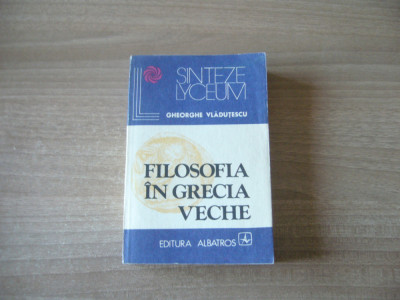 SINTEZE
LYCEUM
GHEORGHE VLĂDUȚESCU
FILOSOFIA
ÎN GRECIA
VECHE
EDITURA ALBATROS